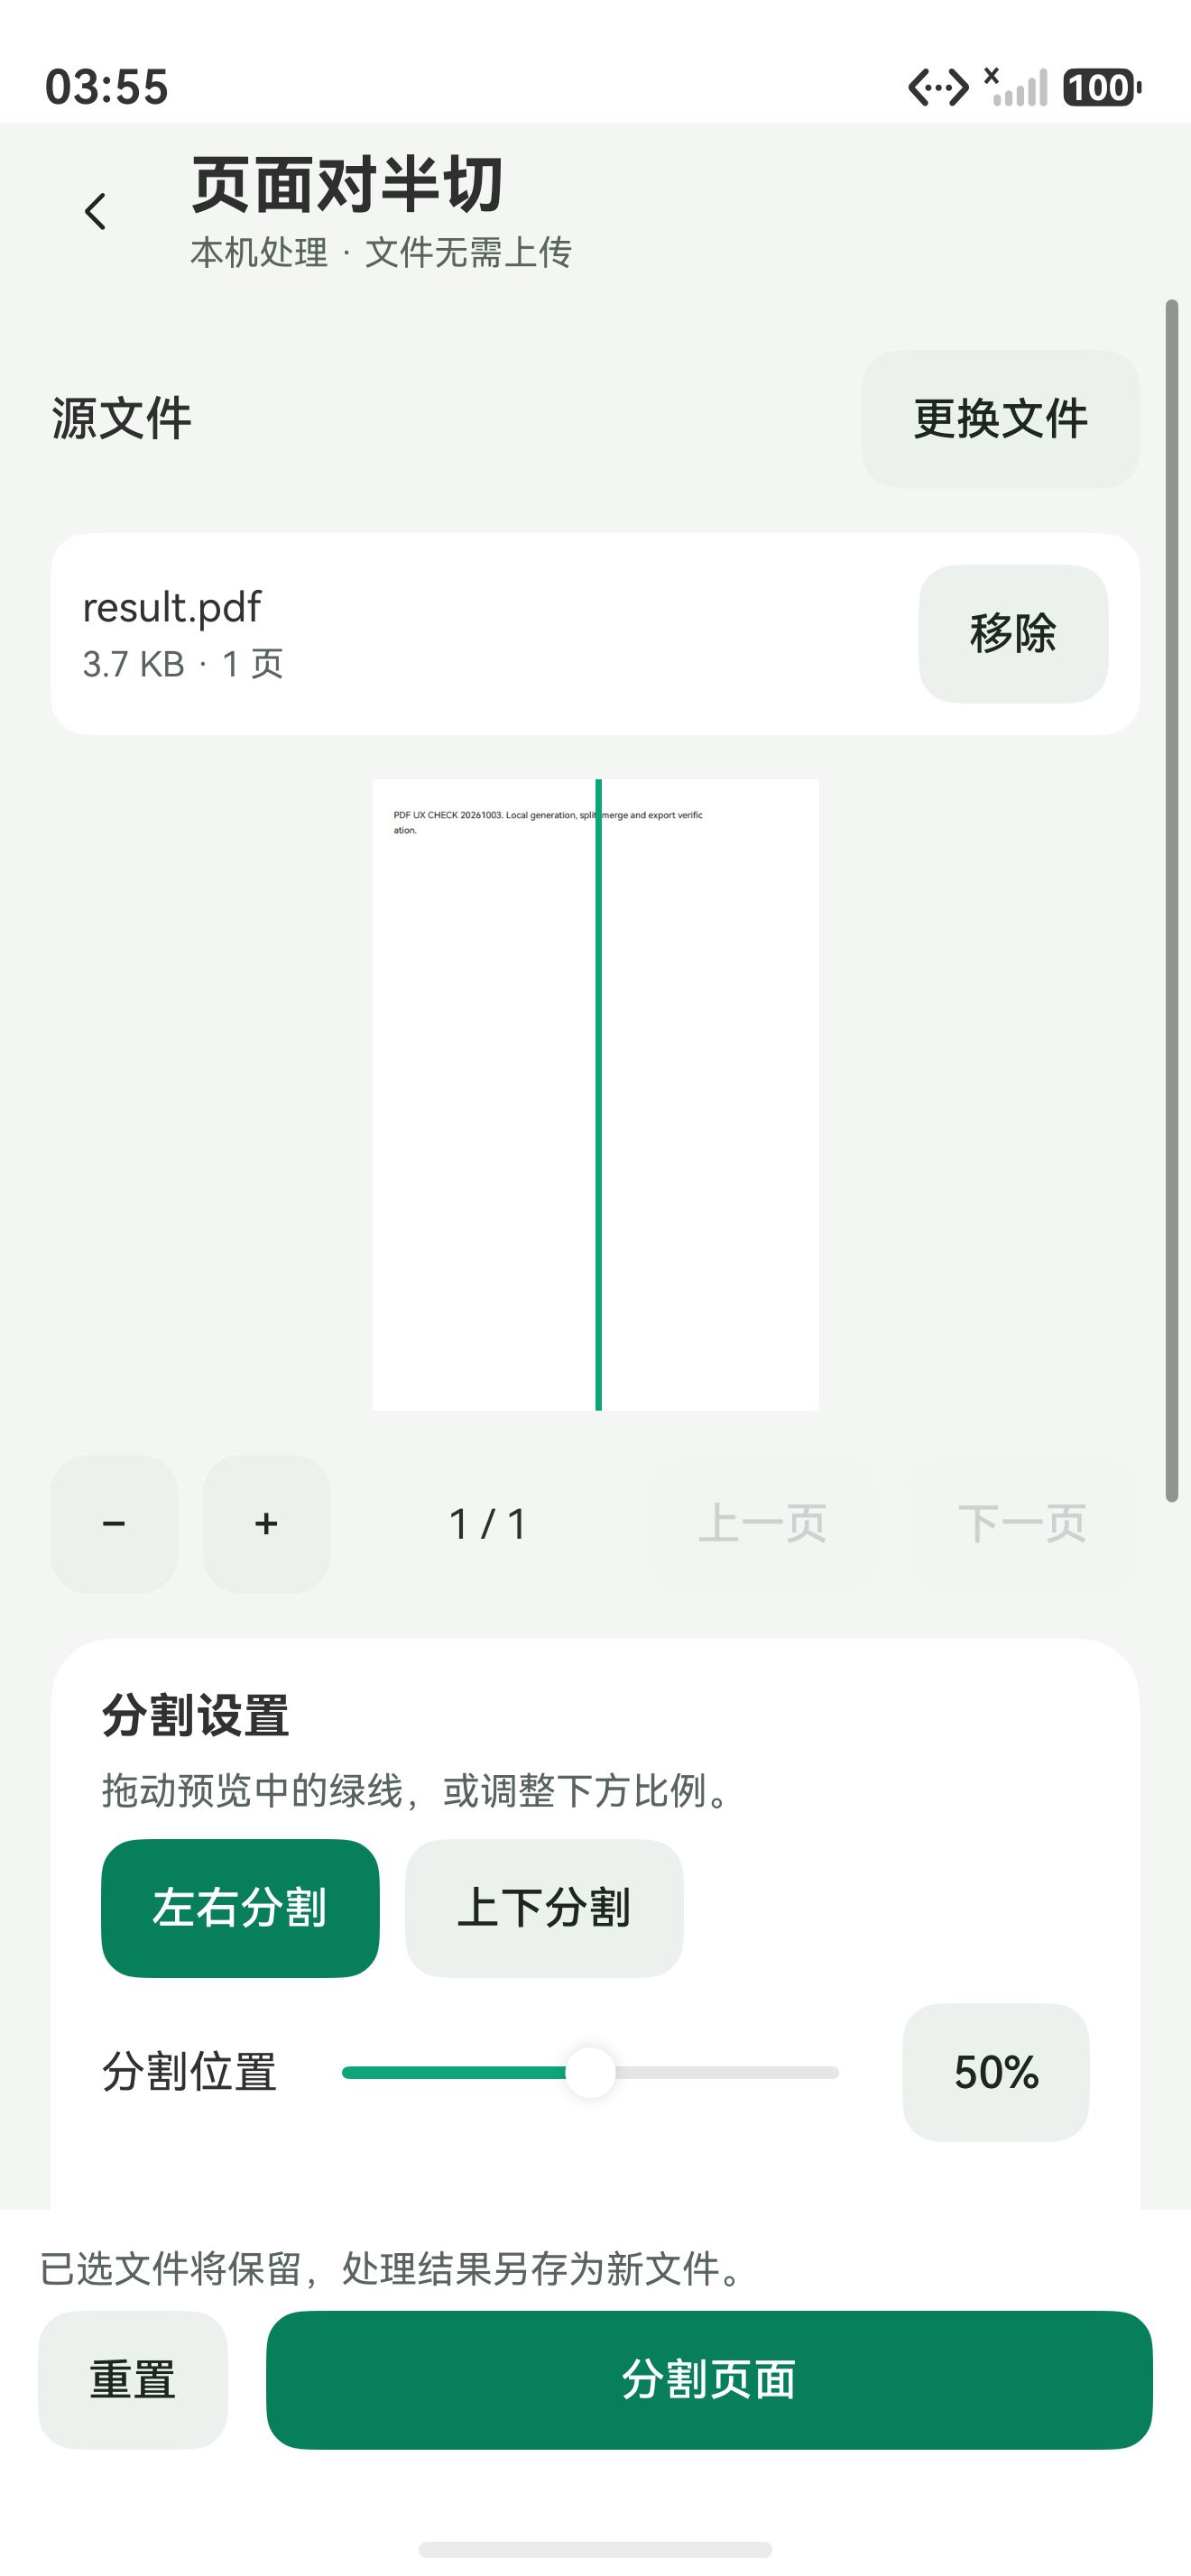 03:55
100
页面对半切
本机处理 · 文件无需上传
源文件
更换文件
result.pdf
3.7 KB · 1 页
移除
PDF UX CHECK 20261003. Local generation, split merge and export verific
ation.
− + 1 / 1 上一页 下一页
分割设置
拖动预览中的绿线，或调整下方比例。
左右分割 上下分割
分割位置 50%
已选文件将保留，处理结果另存为新文件。
重置 分割页面